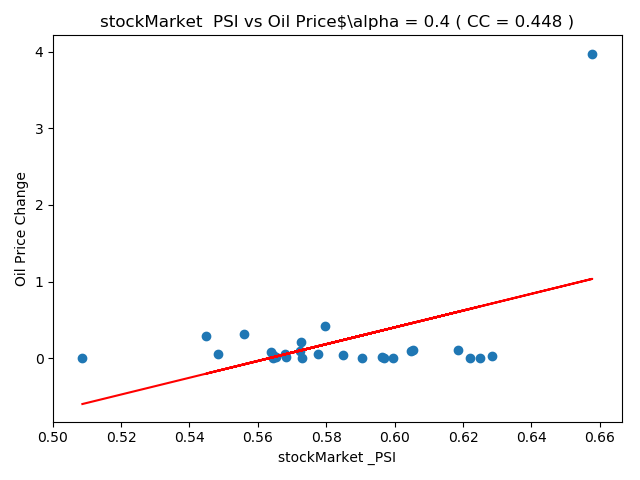 stockMarket  PSI vs Oil Price$\alpha = 0.4 ( CC = 0.448 )
4
3
2
1
0
Oil Price Change
0.50 0.52 0.54 0.56 0.58 0.60 0.62 0.64 0.66
stockMarket _PSI